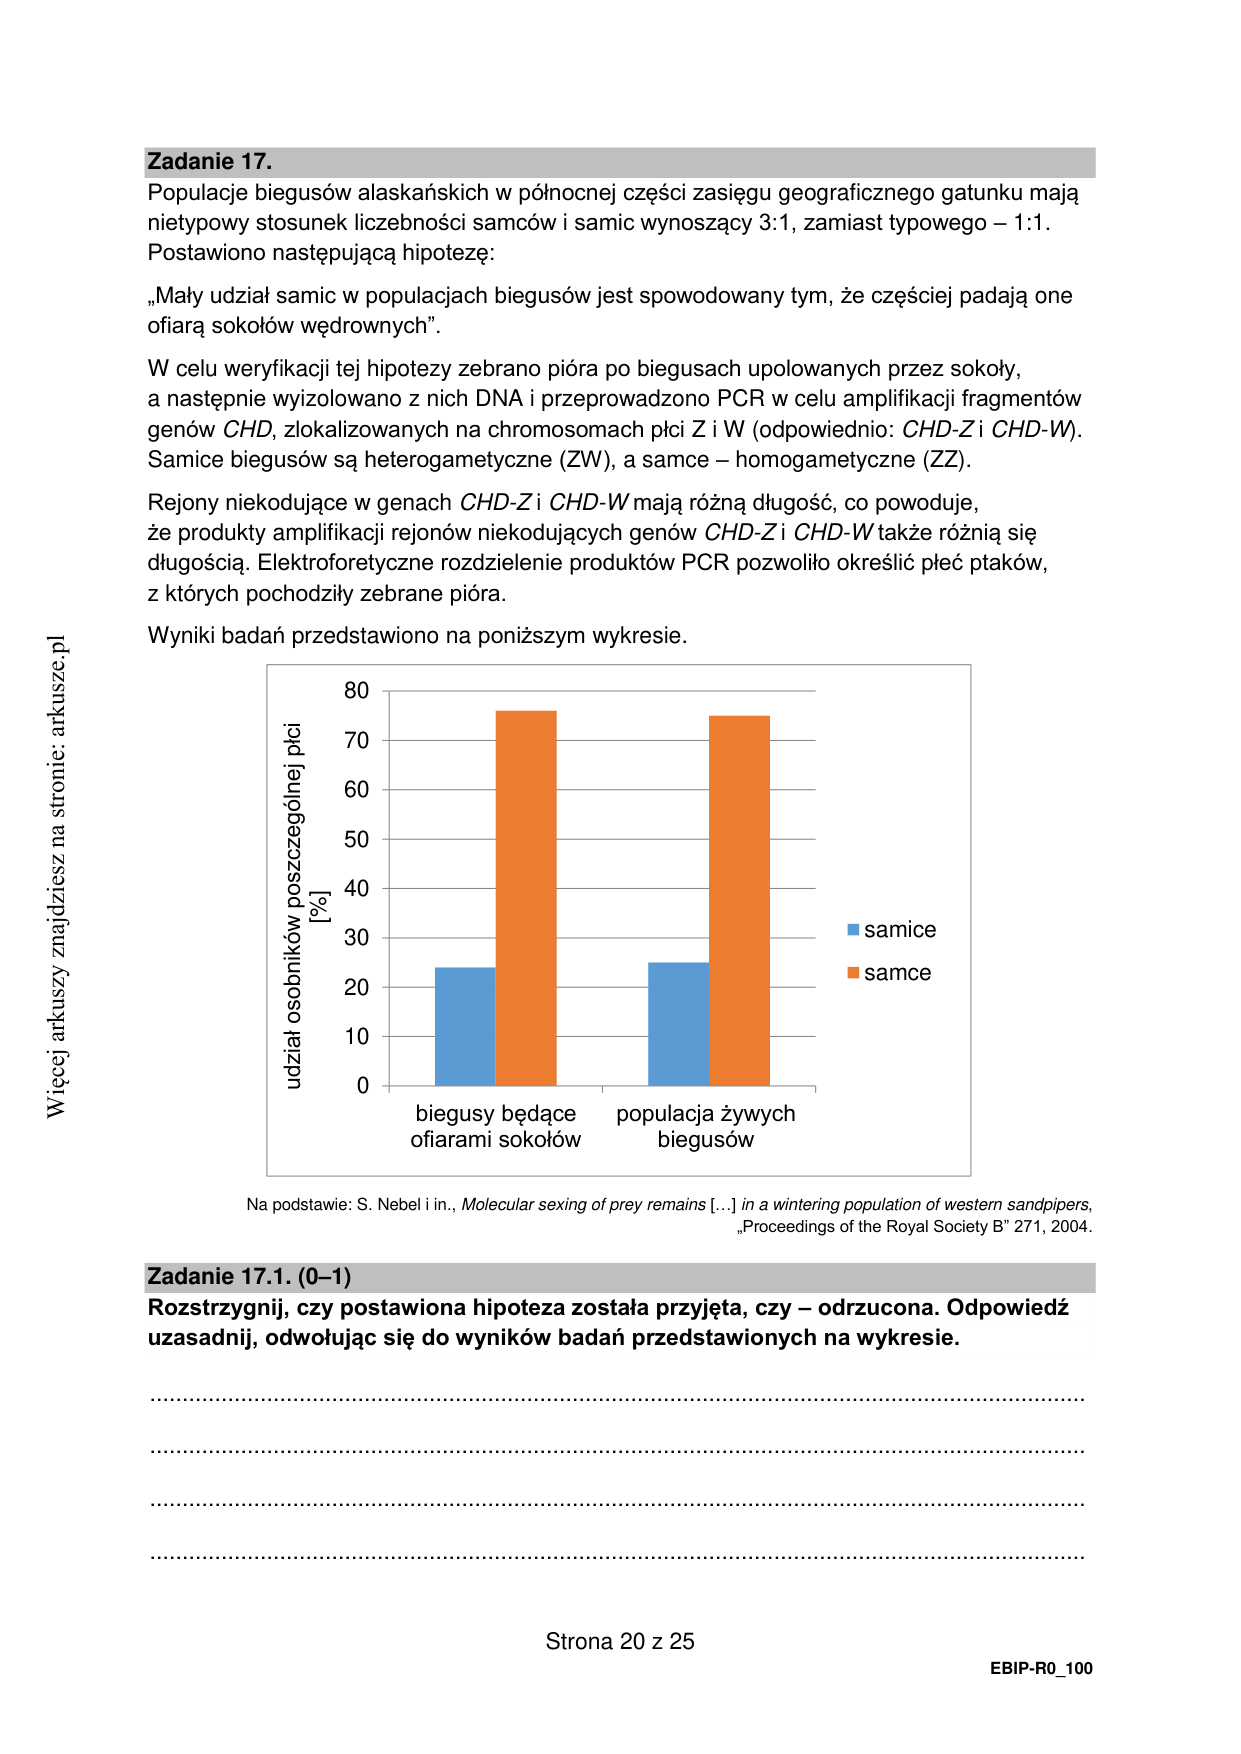 Zadanie 17.
Populacje biegusów alaskańskich w północnej części zasięgu geograficznego gatunku mają
nietypowy stosunek liczebności samców i samic wynoszący 3:1, zamiast typowego – 1:1.
Postawiono następującą hipotezę:
„Mały udział samic w populacjach biegusów jest spowodowany tym, że częściej padają one
ofiarą sokołów wędrownych”.
W celu weryfikacji tej hipotezy zebrano pióra po biegusach upolowanych przez sokoły,
a następnie wyizolowano z nich DNA i przeprowadzono PCR w celu amplifikacji fragmentów
genów CHD, zlokalizowanych na chromosomach płci Z i W (odpowiednio: CHD-Z i CHD-W).
Samice biegusów są heterogametyczne (ZW), a samce – homogametyczne (ZZ).
Rejony niekodujące w genach CHD-Z i CHD-W mają różną długość, co powoduje,
że produkty amplifikacji rejonów niekodujących genów CHD-Z i CHD-W także różnią się
długością. Elektroforetyczne rozdzielenie produktów PCR pozwoliło określić płeć ptaków,
z których pochodziły zebrane pióra.
Wyniki badań przedstawiono na poniższym wykresie.
udział osobników poszczególnej płci
[%]
80
70
60
50
40
30
20
10
0
biegusy będące
ofiarami sokołów
populacja żywych
biegusów
samice
samce
Na podstawie: S. Nebel i in., Molecular sexing of prey remains […] in a wintering population of western sandpipers,
„Proceedings of the Royal Society B” 271, 2004.
Zadanie 17.1. (0–1)
Rozstrzygnij, czy postawiona hipoteza została przyjęta, czy – odrzucona. Odpowiedź
uzasadnij, odwołując się do wyników badań przedstawionych na wykresie.
Strona 20 z 25
EBIP-R0_100
Więcej arkuszy znajdziesz na stronie: arkusze.pl